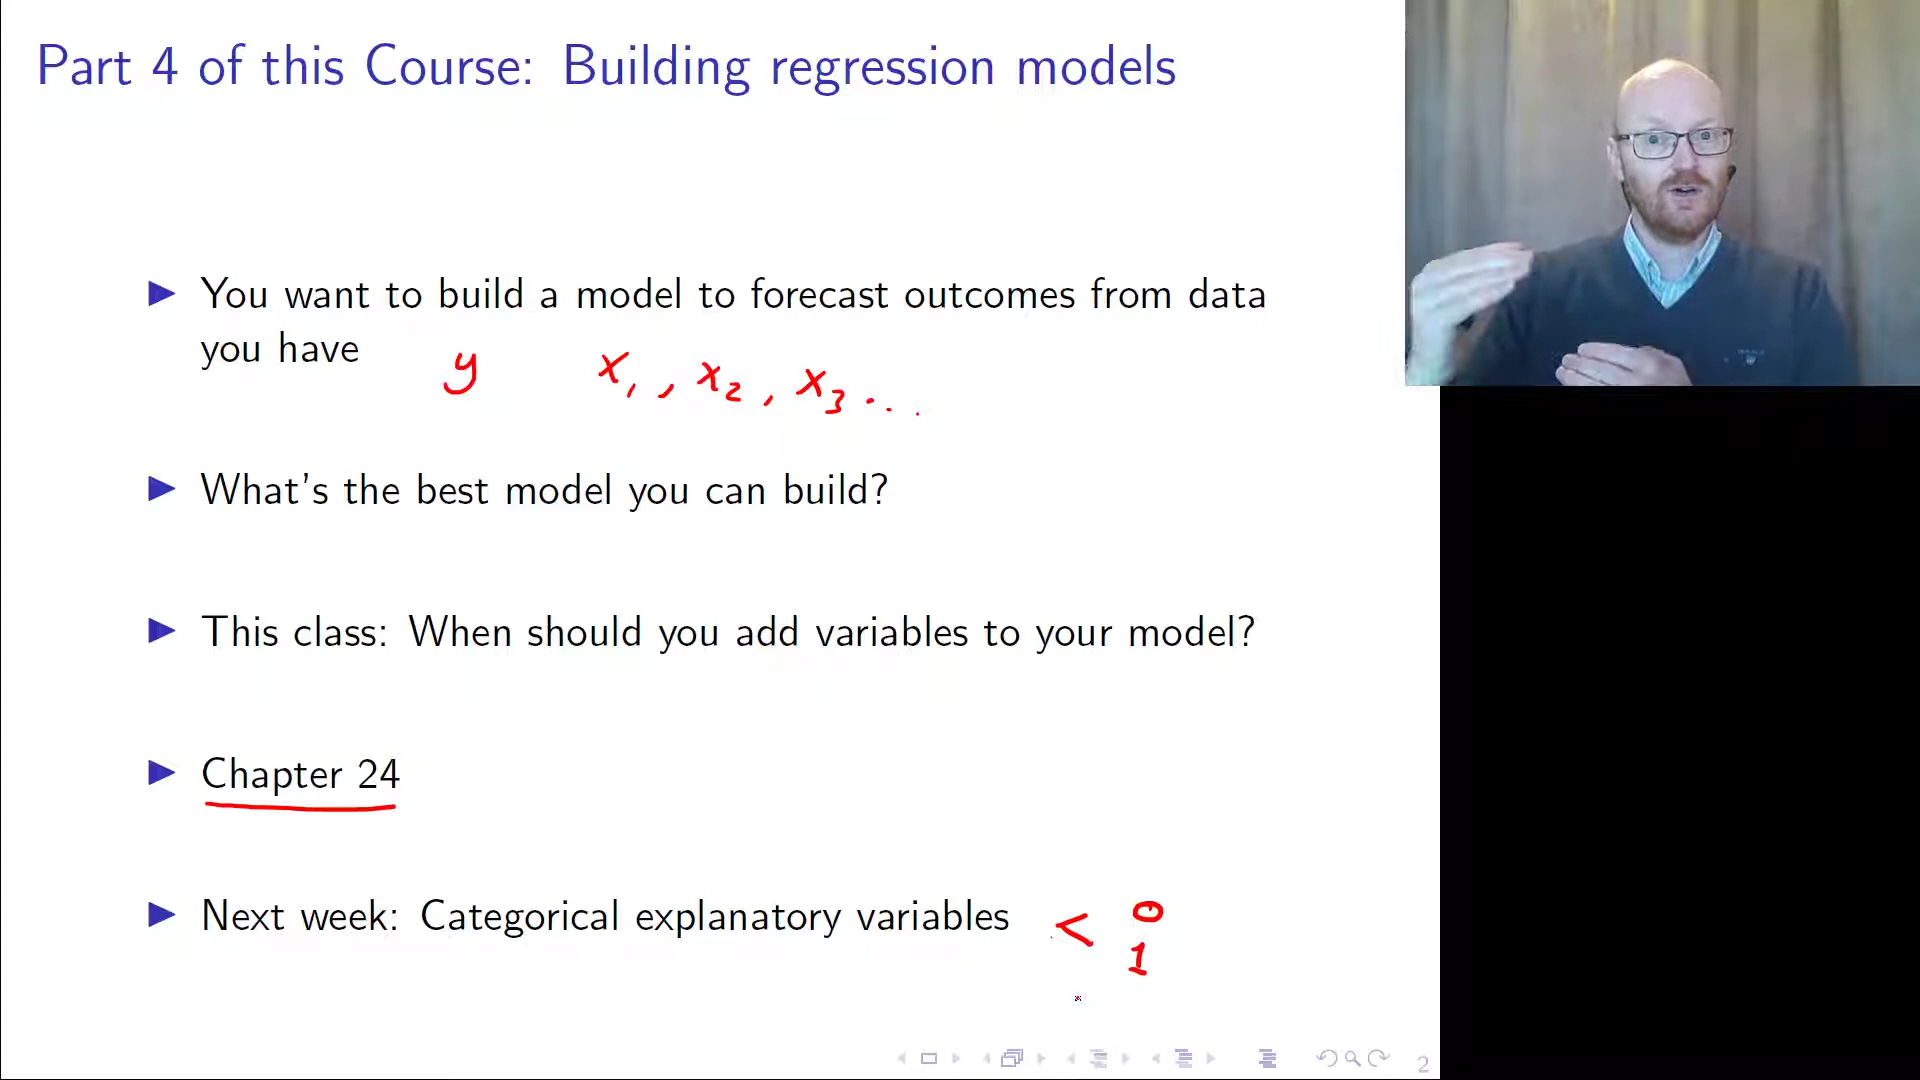 Part 4 of this Course: Building regression models
You want to build a model to forecast outcomes from data
you have
y x₁, x₂, x₃ ...
What's the best model you can build?
This class: When should you add variables to your model?
Chapter 24
Next week: Categorical explanatory variables < 0
1
2